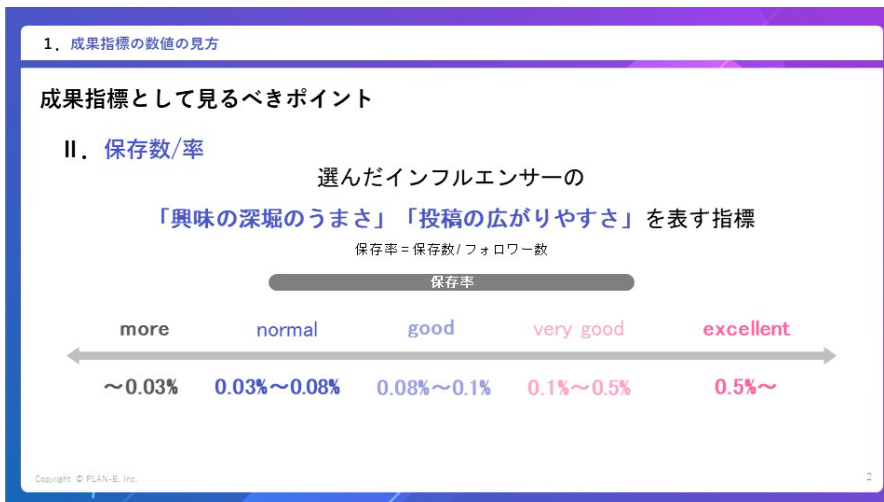 1. 成果指標の数値の見方
成果指標として見るべきポイント
Ⅱ. 保存数/率
選んだインフルエンサーの
「興味の深堀のうまさ」「投稿の広がりやすさ」を表す指標
保存率=保存数/フォロワー数
保存率
more normal good very good excellent
～0.03% 0.03%～0.08% 0.08%～0.1% 0.1%～0.5% 0.5%～
Copyright © PLAN-B, Inc. 2